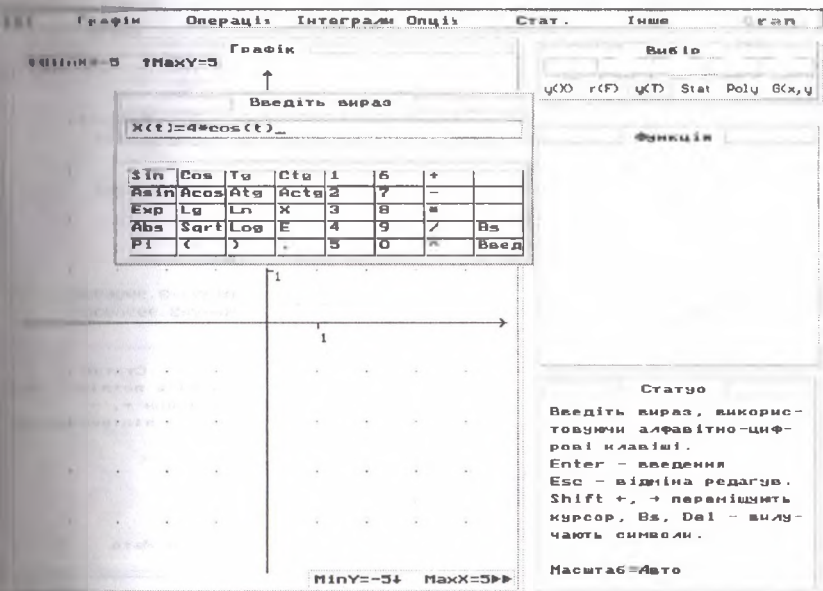 Графік Операції Інтеграли Опції Стат. Інше Gran
Графік
MinX=-5 ↑MaxY=5
Введіть вираз
X(t)=4*cos(t)_
Sin Cos Tg Ctg 1 6 +
Asin Acos Atg Actg 2 7 -
Exp Lg Ln X 3 8 *
Abs Sqrt Log E 4 9 / Bs
Pi ( ) . 5 0 ^ Введ
1
1
MinY=-5↓ MaxX=5▶▶
Вибір
y(X) r(F) y(T) Stat Poly G(x,y
Функція
Статус
Введіть вираз, викорис-
товуючи алфавітно-циф-
рові клавіші.
Enter - введення
Esc - відміна редагув.
Shift ←, → переміщують
курсор, Bs, Del - вилу-
чають символи.
Масштаб=Авто